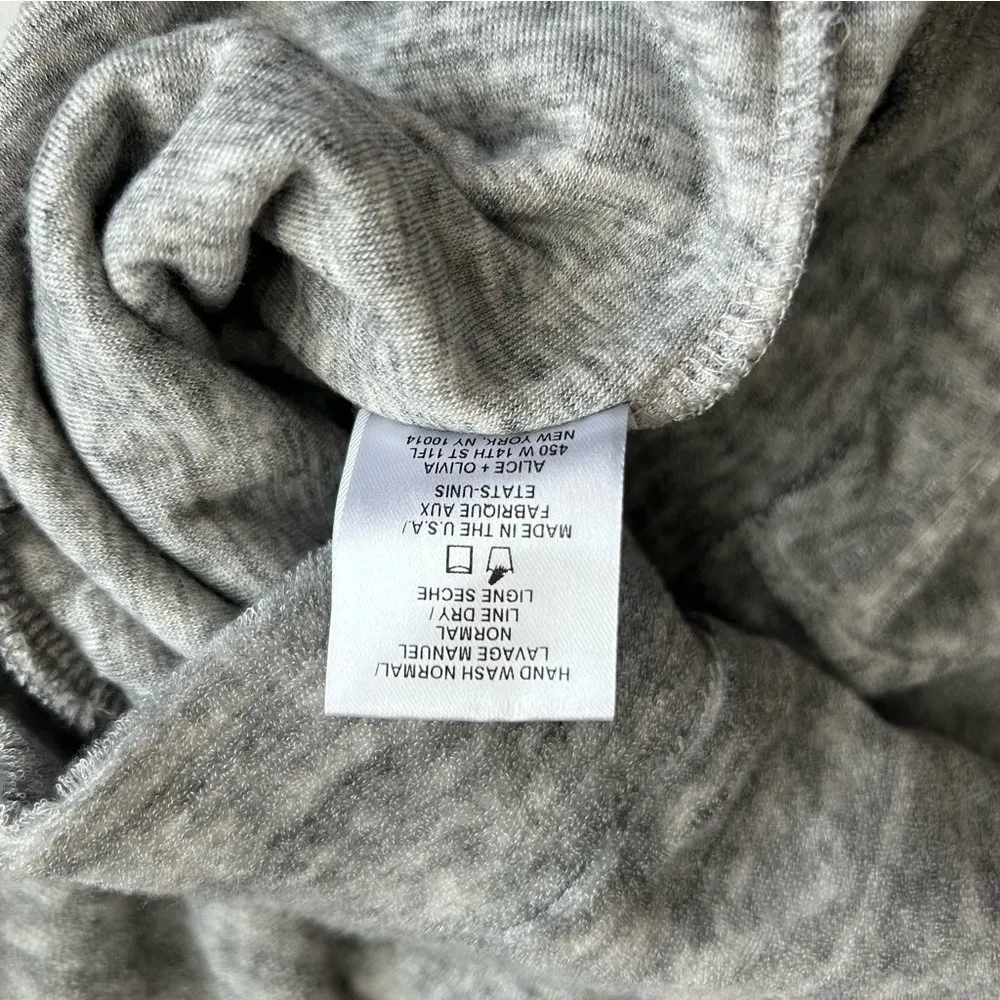 HAND WASH NORMAL/
LAVAGE MANUEL
NORMAL
LINE DRY/
LIGNE SECHE
MADE IN THE U.S.A./
FABRIQUE AUX
ETATS-UNIS
ALICE + OLIVIA
450 W 14TH ST 11FL
NEW YORK, NY 10014